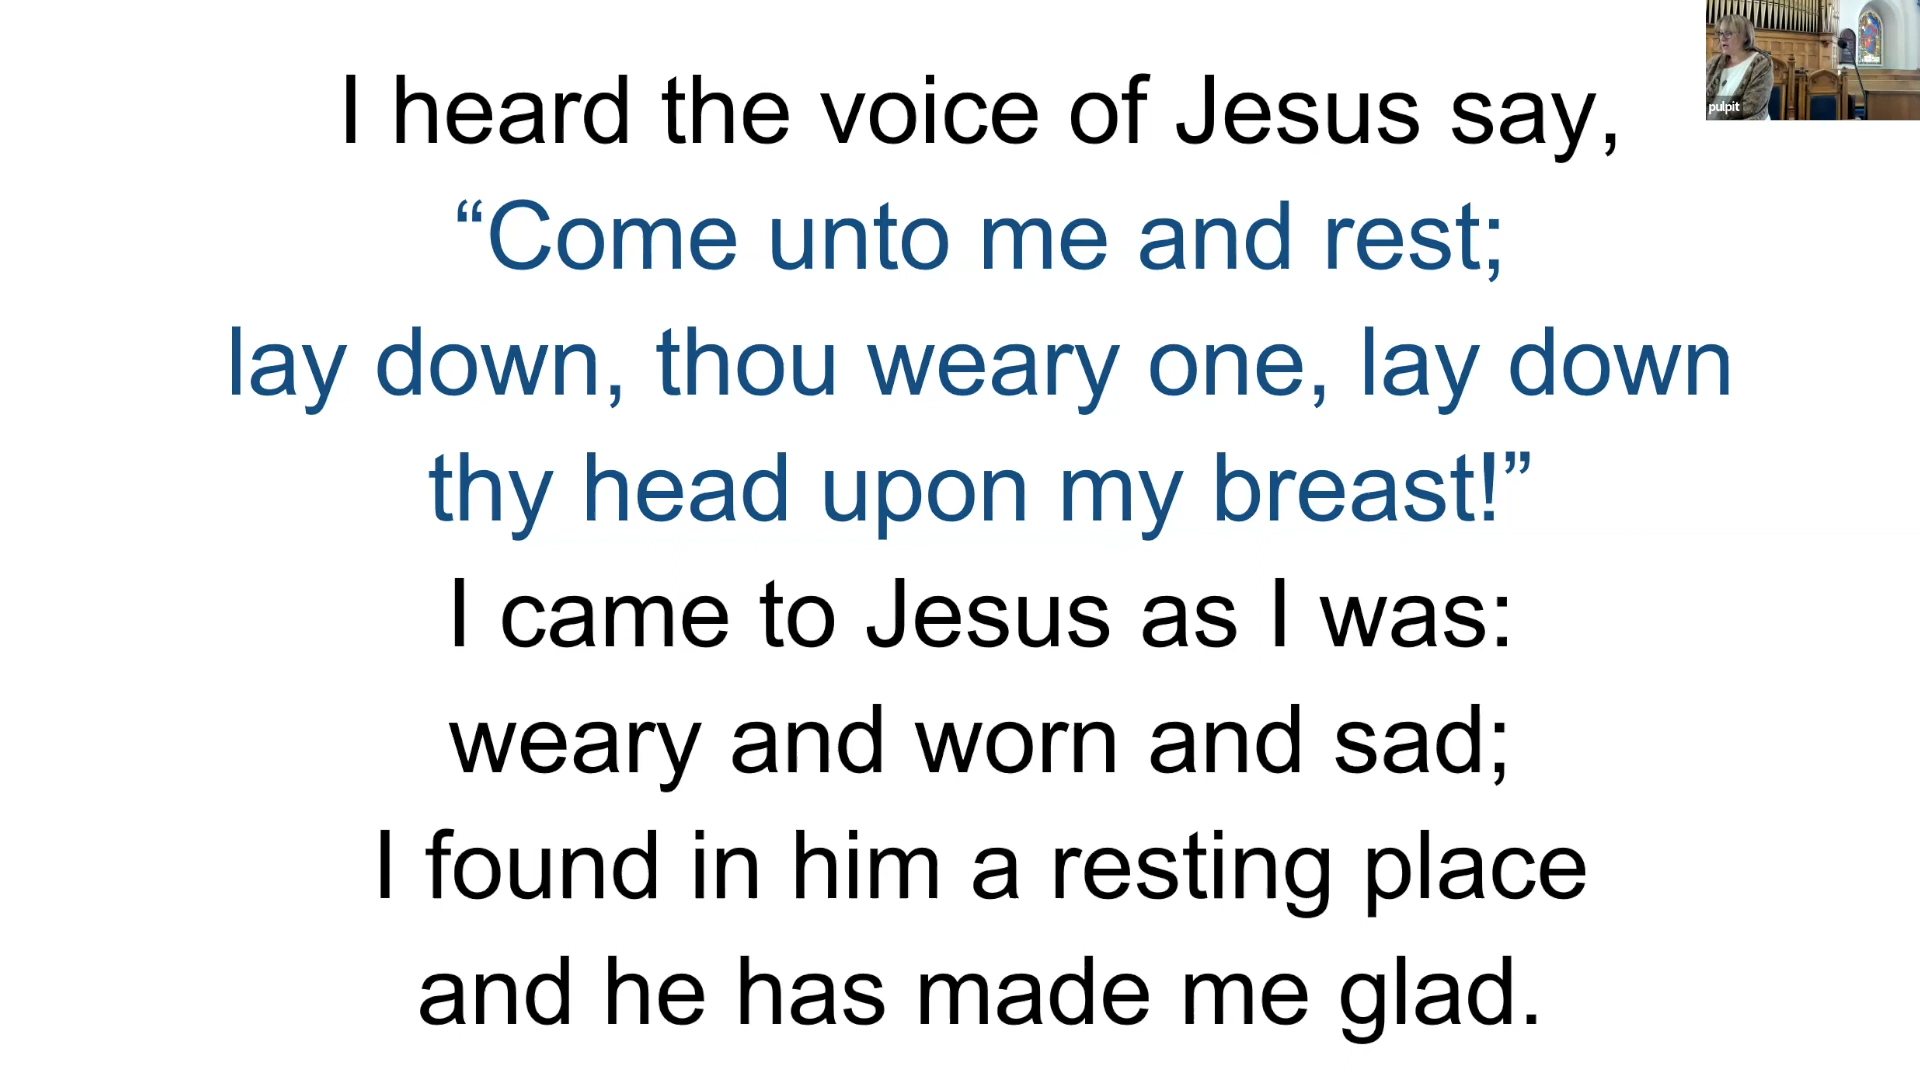 I heard the voice of Jesus say,
“Come unto me and rest;
lay down, thou weary one, lay down
thy head upon my breast!”
I came to Jesus as I was:
weary and worn and sad;
I found in him a resting place
and he has made me glad.
pulpit